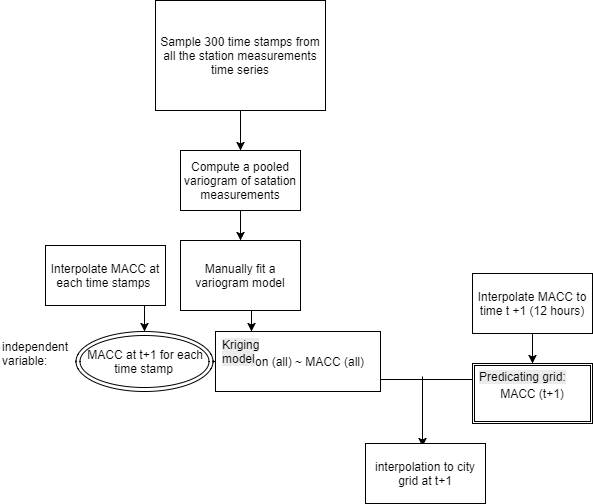 Sample 300 time stamps from
all the station measurements
time series
Compute a pooled
variogram of satation
measurements
Interpolate MACC at
each time stamps
Manually fit a
variogram model
Interpolate MACC to
time t +1 (12 hours)
independent
variable:
MACC at t+1 for each
time stamp
Kriging
model
on (all) ~ MACC (all)
Predicating grid:
MACC (t+1)
interpolation to city
grid at t+1